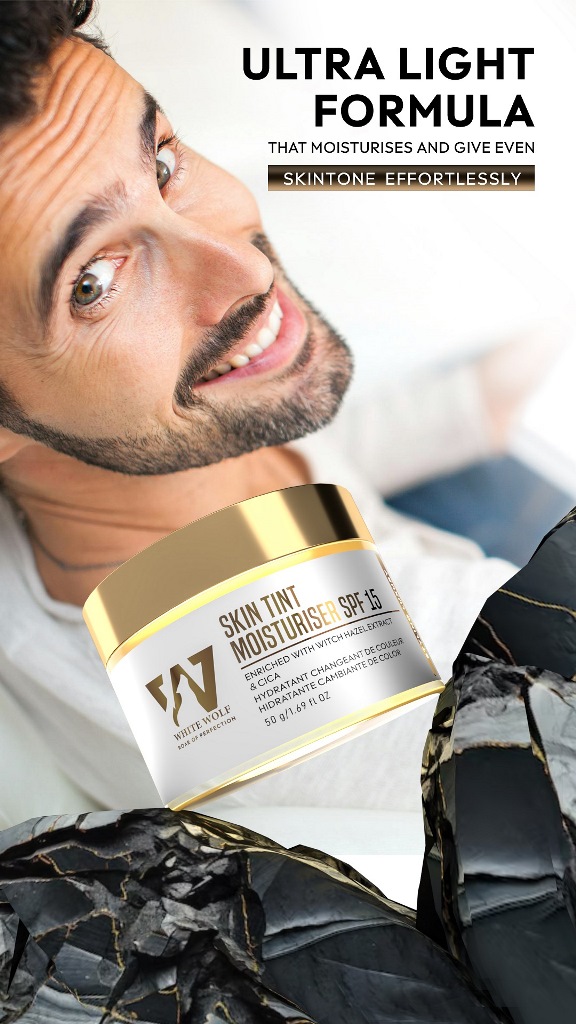 ULTRA LIGHT
FORMULA
THAT MOISTURISES AND GIVE EVEN
SKINTONE EFFORTLESSLY
SKIN TINT
MOISTURISER SPF 15
ENRICHED WITH WITCH HAZEL EXTRACT
& CICA
HYDRATANT CHANGEANT DE COULEUR
HIDRATANTE CAMBIANTE DE COLOR
50 g/1.69 fl OZ
WHITE WOLF
ROAR OF PERFECTION